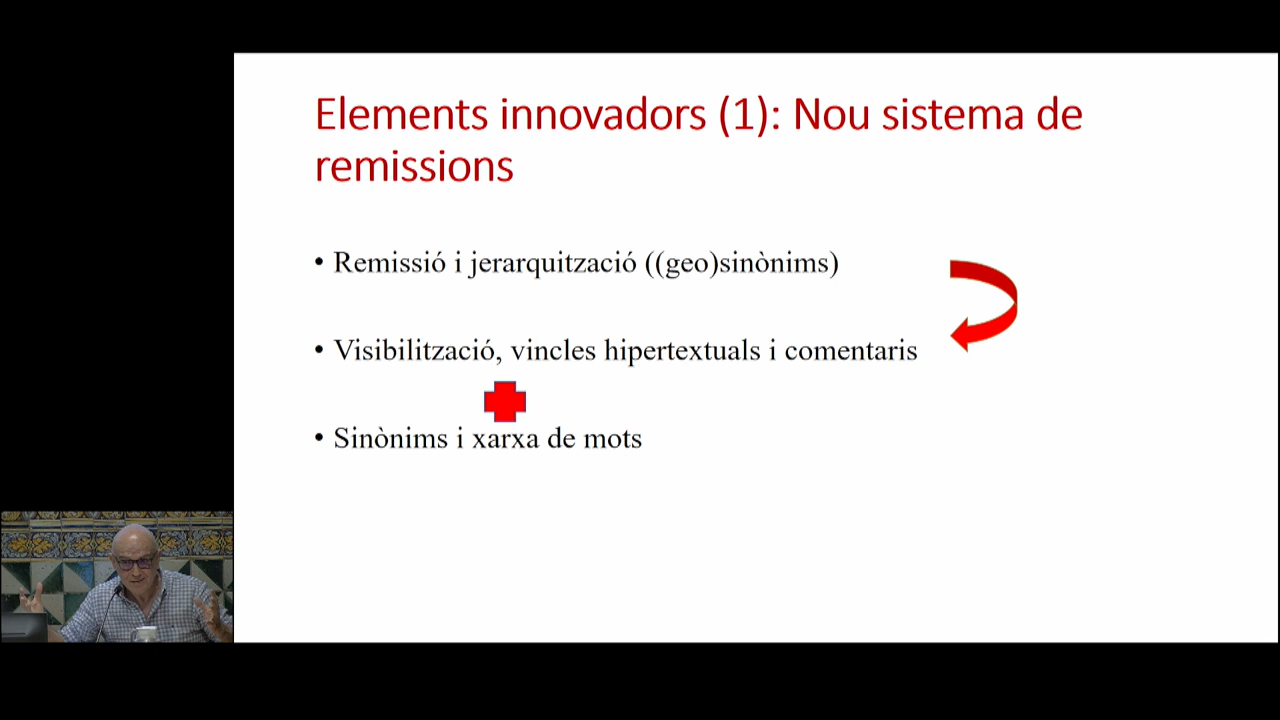 Elements innovadors (1): Nou sistema de
remissions
• Remissió i jerarquització ((geo)sinònims)
• Visibilització, vincles hipertextuals i comentaris
• Sinònims i xarxa de mots